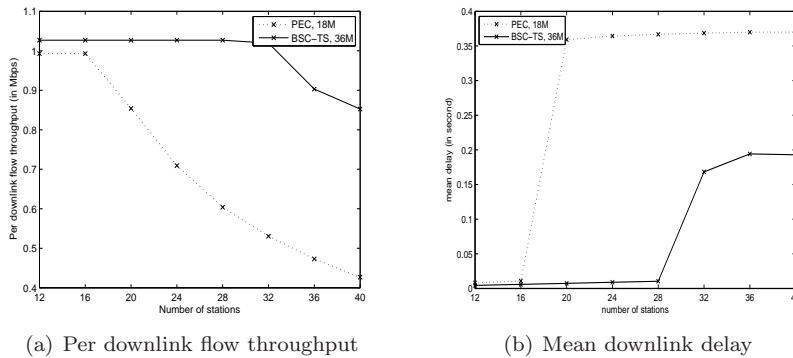 PEC, 18M
BSC−TS, 36M
1.1
1
0.9
0.8
0.7
0.6
0.5
0.4
Per downlink flow throughput (in Mbps)
12 16 20 24 28 32 36 40
Number of stations
(a) Per downlink flow throughput
PEC, 18M
BSC−TS, 36M
0.4
0.35
0.3
0.25
0.2
0.15
0.1
0.05
0
mean delay (in second)
12 16 20 24 28 32 36 40
number of stations
(b) Mean downlink delay